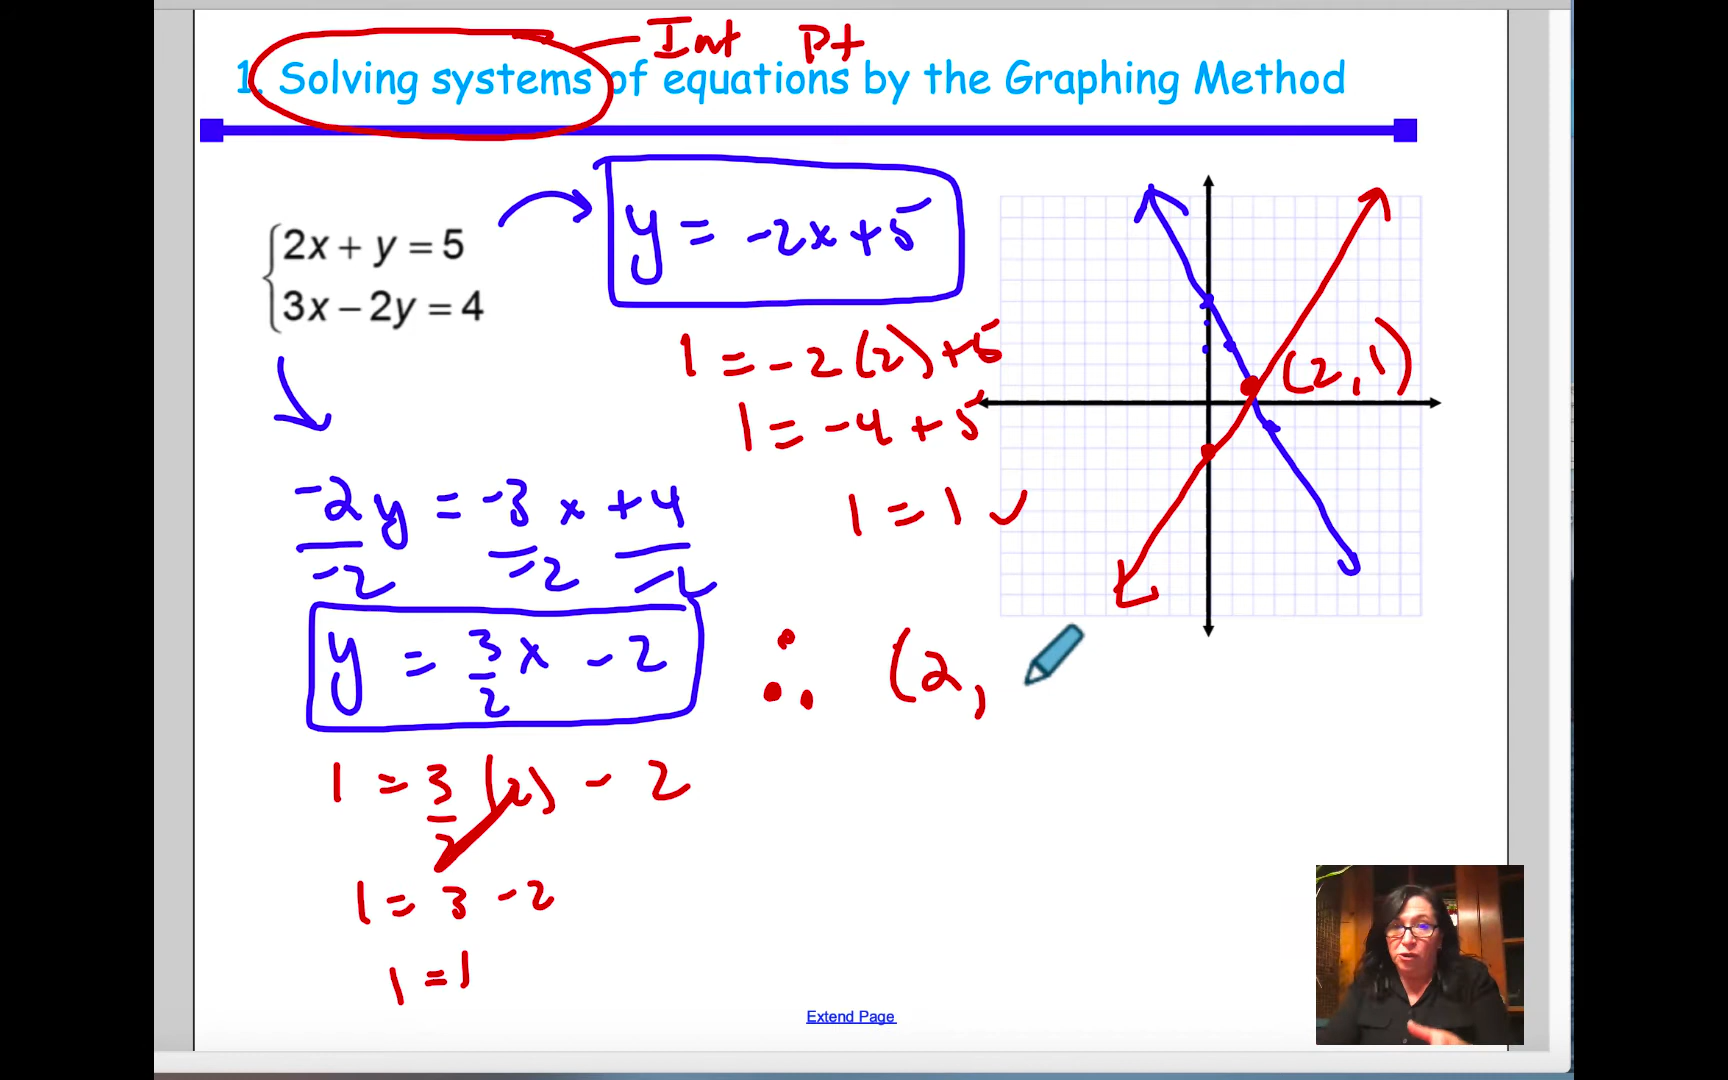 Int Pt
1. Solving systems of equations by the Graphing Method
2x + y = 5
3x − 2y = 4
y = -2x+5
1 = -2(2)+5
1 = -4+5
1 = 1 ✓
(2,1)
-2y = -3x +4
-2 -2 -2
y = 3/2 x - 2
∴ (2,
1 = 3/2 (2) - 2
1 = 3 - 2
1 = 1
Extend Page